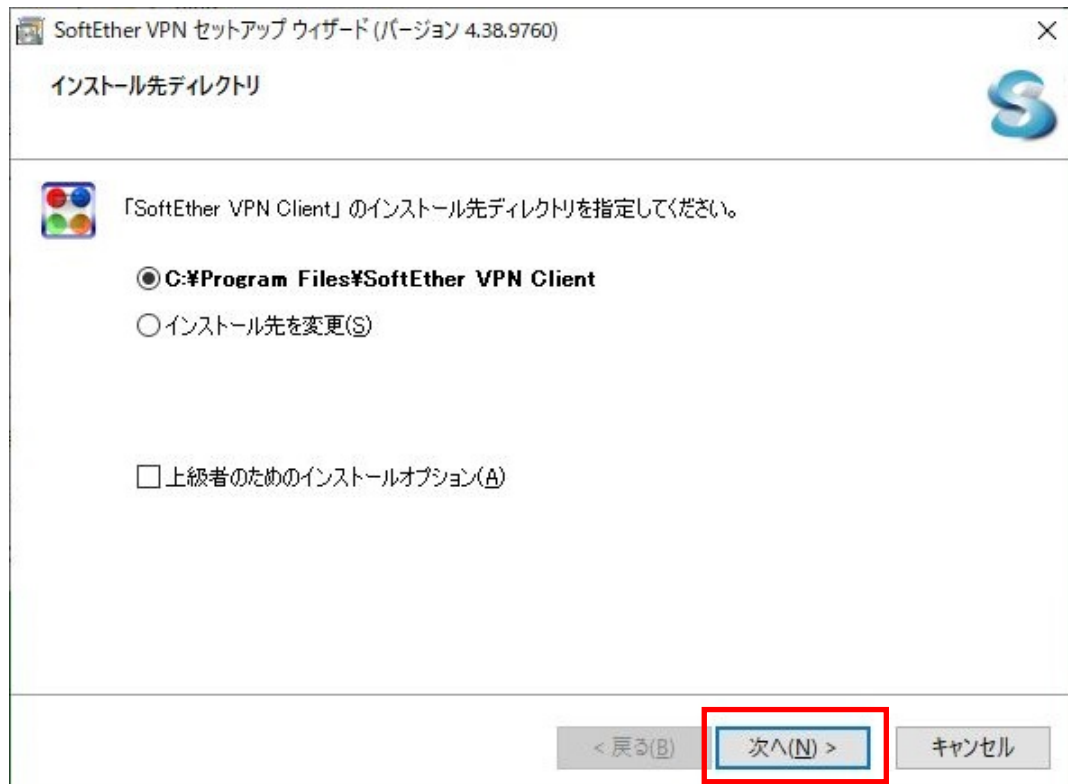 SoftEther VPN セットアップ ウィザード (バージョン 4.38.9760)
インストール先ディレクトリ
「SoftEther VPN Client」のインストール先ディレクトリを指定してください。
C:¥Program Files¥SoftEther VPN Client
インストール先を変更(S)
上級者のためのインストールオプション(A)
< 戻る(B)
次へ(N) >
キャンセル